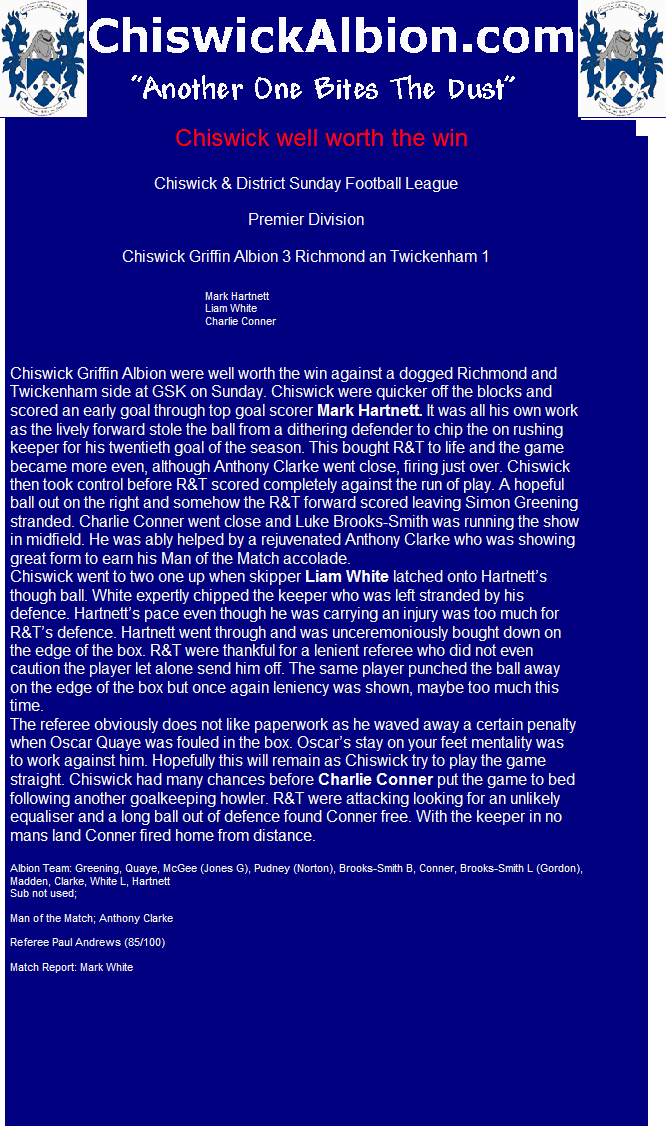 ChiswickAlbion.com
"Another One Bites The Dust"
Chiswick well worth the win
Chiswick & District Sunday Football League
Premier Division
Chiswick Griffin Albion 3 Richmond an Twickenham 1
Mark Hartnett
Liam White
Charlie Conner
Chiswick Griffin Albion were well worth the win against a dogged Richmond and
Twickenham side at GSK on Sunday. Chiswick were quicker off the blocks and
scored an early goal through top goal scorer Mark Hartnett. It was all his own work
as the lively forward stole the ball from a dithering defender to chip the on rushing
keeper for his twentieth goal of the season. This bought R&T to life and the game
became more even, although Anthony Clarke went close, firing just over. Chiswick
then took control before R&T scored completely against the run of play. A hopeful
ball out on the right and somehow the R&T forward scored leaving Simon Greening
stranded. Charlie Conner went close and Luke Brooks-Smith was running the show
in midfield. He was ably helped by a rejuvenated Anthony Clarke who was showing
great form to earn his Man of the Match accolade.
Chiswick went to two one up when skipper Liam White latched onto Hartnett's
though ball. White expertly chipped the keeper who was left stranded by his
defence. Hartnett's pace even though he was carrying an injury was too much for
R&T's defence. Hartnett went through and was unceremoniously bought down on
the edge of the box. R&T were thankful for a lenient referee who did not even
caution the player let alone send him off. The same player punched the ball away
on the edge of the box but once again leniency was shown, maybe too much this
time.
The referee obviously does not like paperwork as he waved away a certain penalty
when Oscar Quaye was fouled in the box. Oscar's stay on your feet mentality was
to work against him. Hopefully this will remain as Chiswick try to play the game
straight. Chiswick had many chances before Charlie Conner put the game to bed
following another goalkeeping howler. R&T were attacking looking for an unlikely
equaliser and a long ball out of defence found Conner free. With the keeper in no
mans land Conner fired home from distance.
Albion Team: Greening, Quaye, McGee (Jones G), Pudney (Norton), Brooks-Smith B, Conner, Brooks-Smith L (Gordon),
Madden, Clarke, White L, Hartnett
Sub not used;
Man of the Match; Anthony Clarke
Referee Paul Andrews (85/100)
Match Report: Mark White